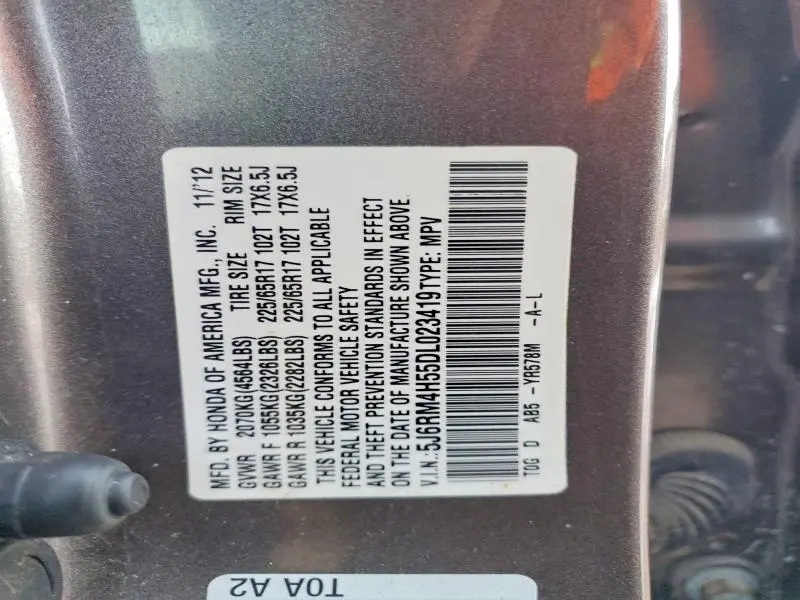 MFD. BY HONDA OF AMERICA MFG., INC. 11/'12
GVWR 2070KG(4564LBS) TIRE SIZE RIM SIZE
GAWR F 1055KG(2326LBS) 225/65R17 102T 17X6.5J
GAWR R 1035KG(2282LBS) 225/65R17 102T 17X6.5J
THIS VEHICLE CONFORMS TO ALL APPLICABLE
FEDERAL MOTOR VEHICLE SAFETY
AND THEFT PREVENTION STANDARDS IN EFFECT
ON THE DATE OF MANUFACTURE SHOWN ABOVE.
V.I.N.: 5J6RM4H55DL023419 TYPE: MPV
T0G D AB5 -YR578M -A-L
T0A A2